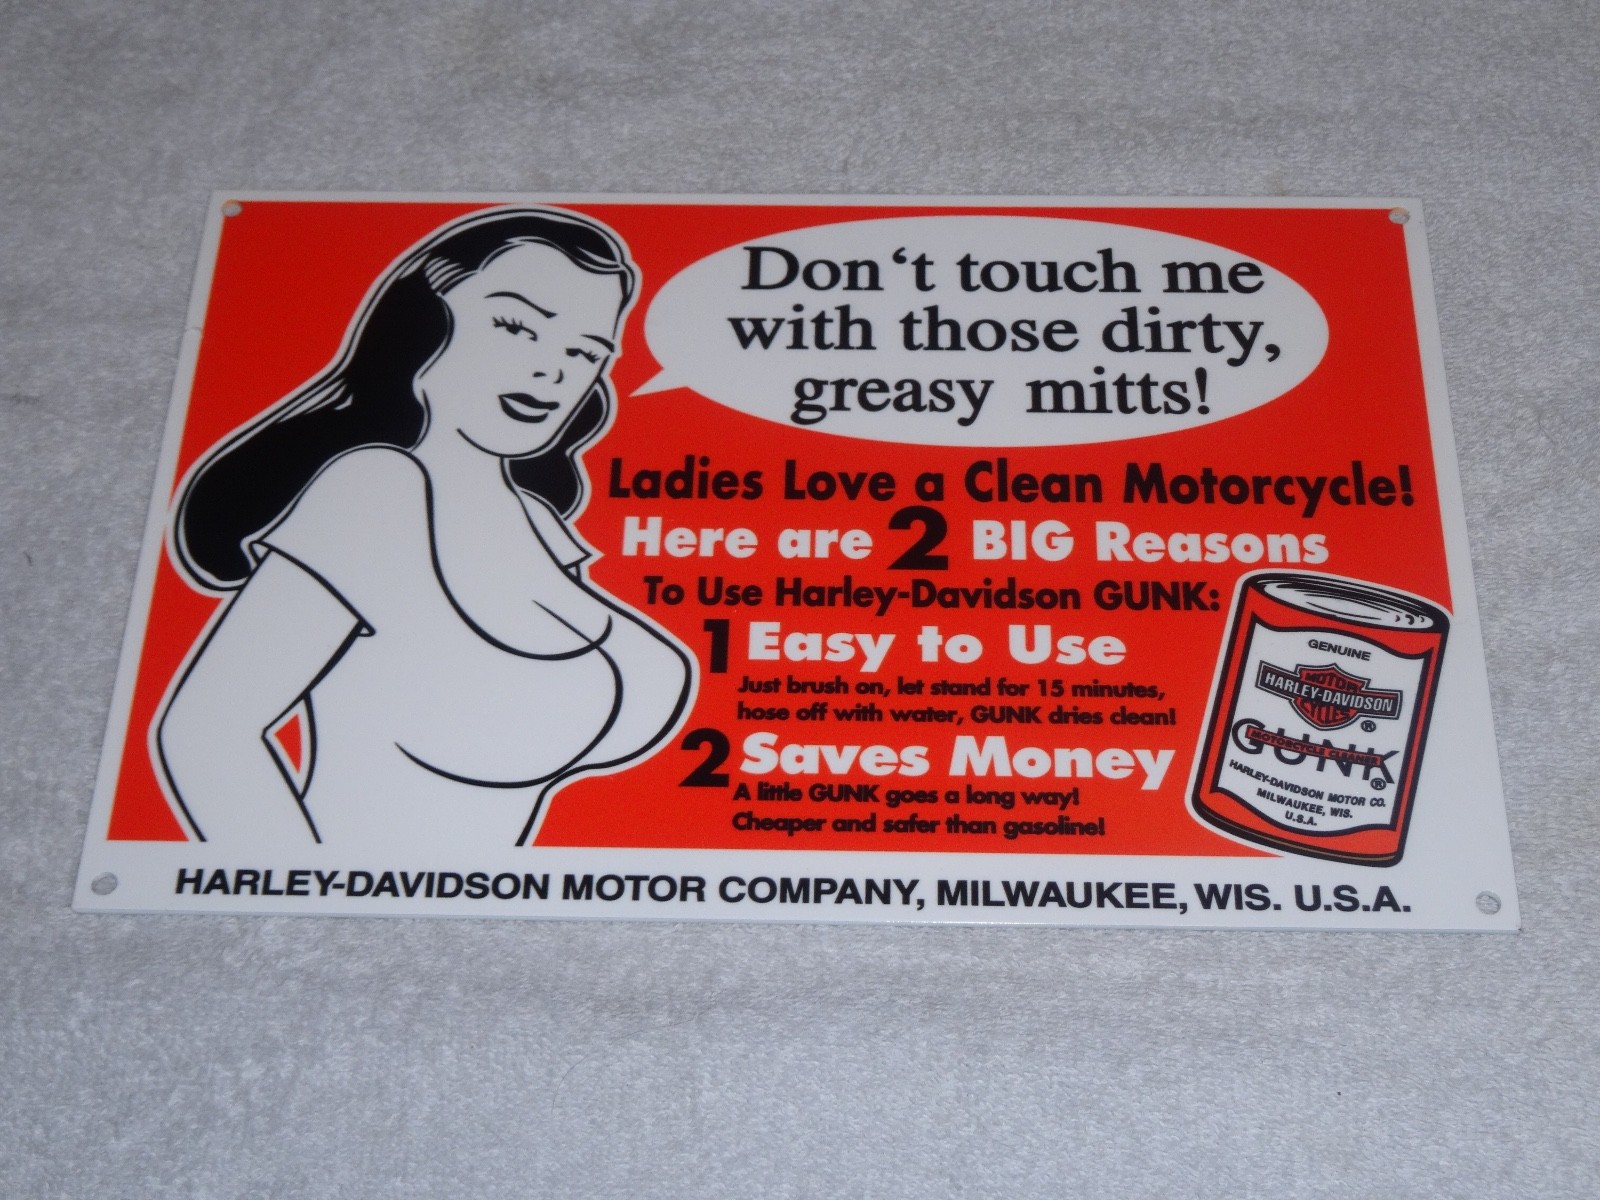 Don't touch me
with those dirty,
greasy mitts!
Ladies Love a Clean Motorcycle!
Here are 2 BIG Reasons
To Use Harley-Davidson GUNK:
1 Easy to Use
Just brush on, let stand for 15 minutes,
hose off with water, GUNK dries clean!
2 Saves Money
A little GUNK goes a long way!
Cheaper and safer than gasoline!
GENUINE
MOTOR
HARLEY-DAVIDSON
CYCLES
®
GUNK
MOTORCYCLE CLEANER
®
HARLEY-DAVIDSON MOTOR CO.
MILWAUKEE, WIS.
U.S.A.
HARLEY-DAVIDSON MOTOR COMPANY, MILWAUKEE, WIS. U.S.A.